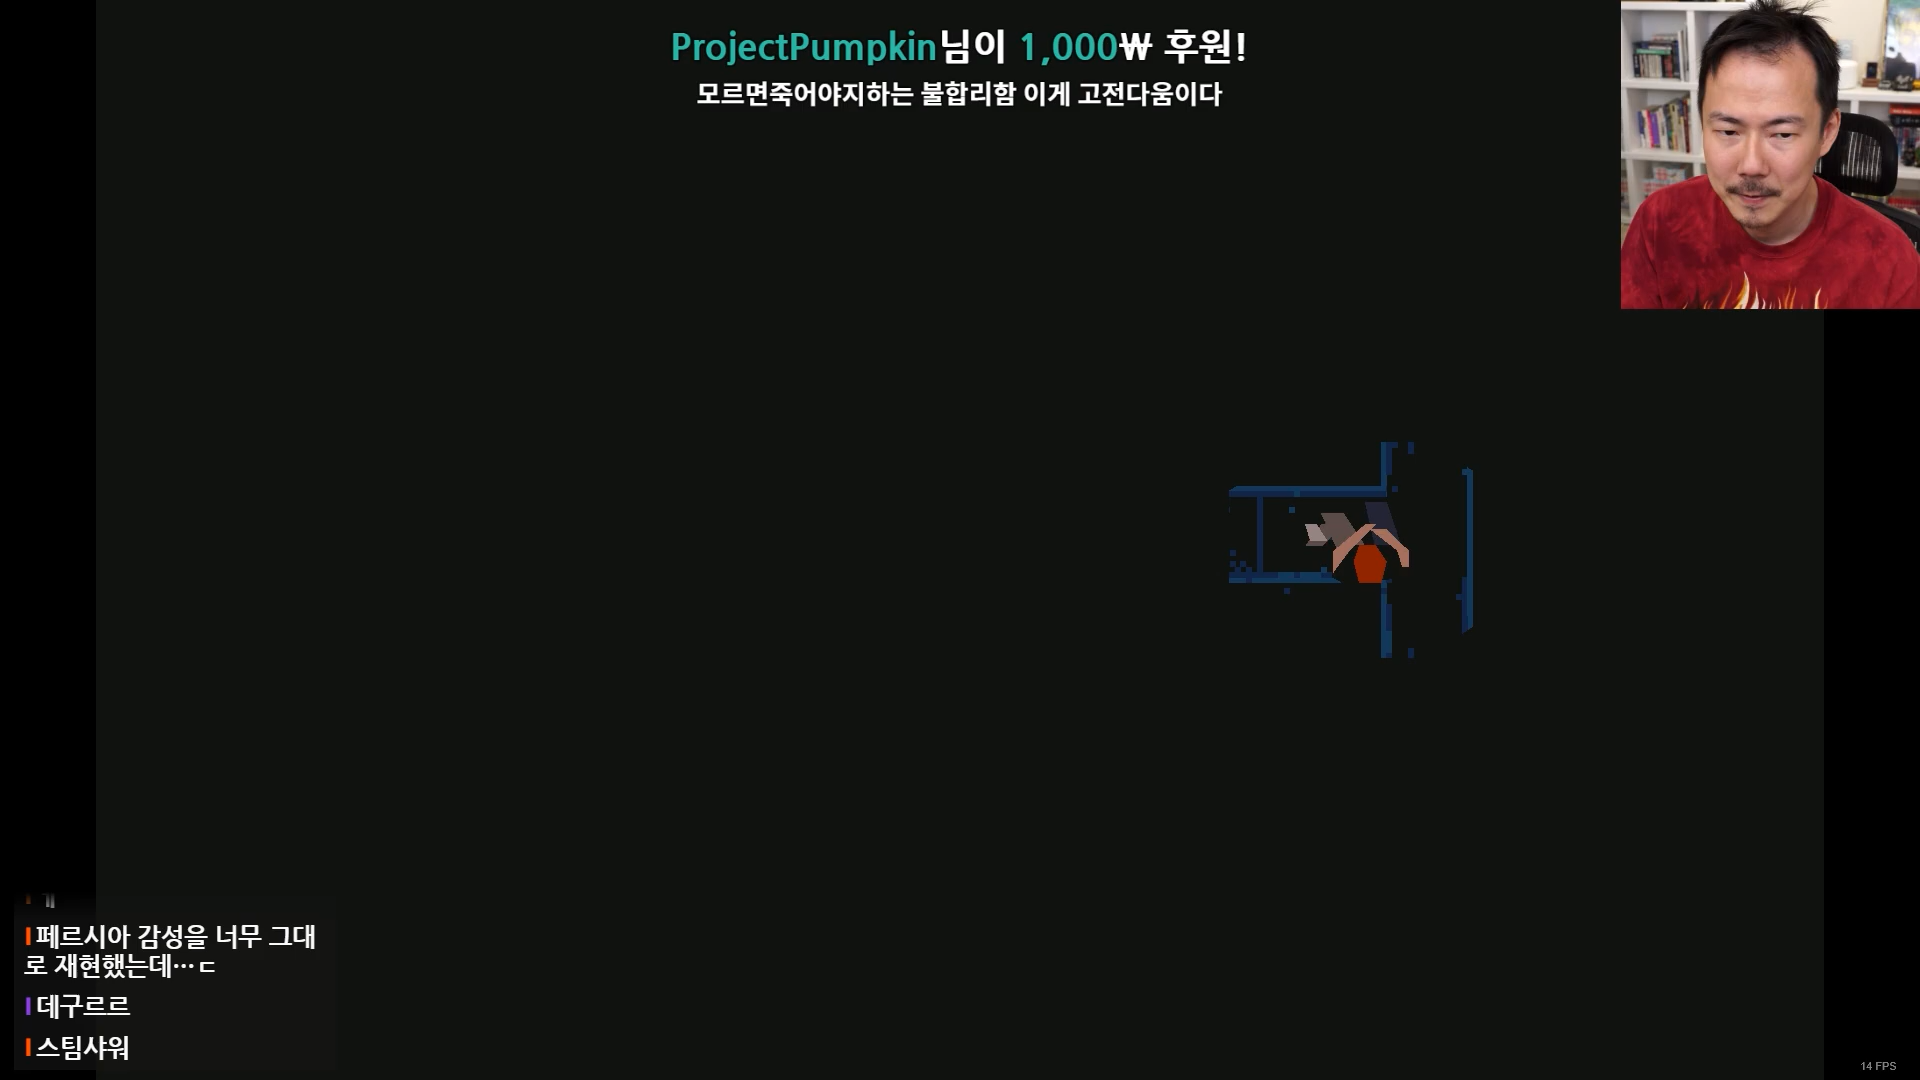 ProjectPumpkin님이 1,000₩ 후원!
모르면죽어야지하는 불합리함 이게 고전다움이다
페르시아 감성을 너무 그대
로 재현했는데…ㄷ
데구르르
스팀샤워
14 FPS